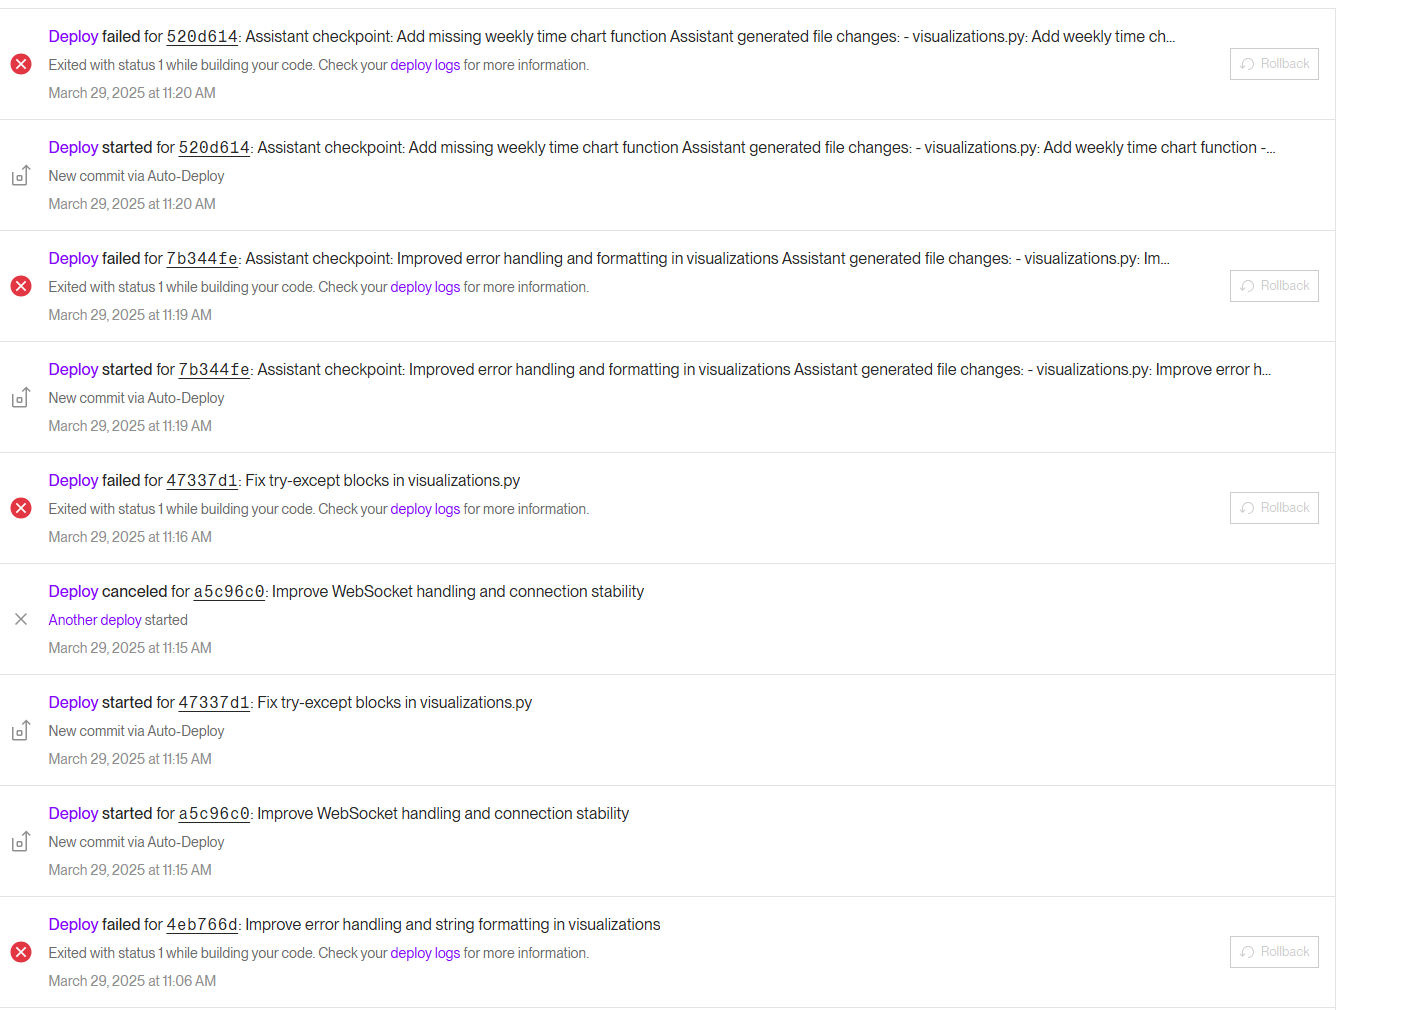 Deploy failed for 520d614: Assistant checkpoint: Add missing weekly time chart function Assistant generated file changes: - visualizations.py: Add weekly time ch...
Exited with status 1 while building your code. Check your deploy logs for more information.
Rollback
March 29, 2025 at 11:20 AM
Deploy started for 520d614: Assistant checkpoint: Add missing weekly time chart function Assistant generated file changes: - visualizations.py: Add weekly time chart function -...
New commit via Auto-Deploy
March 29, 2025 at 11:20 AM
Deploy failed for 7b344fe: Assistant checkpoint: Improved error handling and formatting in visualizations Assistant generated file changes: - visualizations.py: Im...
Exited with status 1 while building your code. Check your deploy logs for more information.
Rollback
March 29, 2025 at 11:19 AM
Deploy started for 7b344fe: Assistant checkpoint: Improved error handling and formatting in visualizations Assistant generated file changes: - visualizations.py: Improve error h...
New commit via Auto-Deploy
March 29, 2025 at 11:19 AM
Deploy failed for 47337d1: Fix try-except blocks in visualizations.py
Exited with status 1 while building your code. Check your deploy logs for more information.
Rollback
March 29, 2025 at 11:16 AM
Deploy canceled for a5c96c0: Improve WebSocket handling and connection stability
Another deploy started
March 29, 2025 at 11:15 AM
Deploy started for 47337d1: Fix try-except blocks in visualizations.py
New commit via Auto-Deploy
March 29, 2025 at 11:15 AM
Deploy started for a5c96c0: Improve WebSocket handling and connection stability
New commit via Auto-Deploy
March 29, 2025 at 11:15 AM
Deploy failed for 4eb766d: Improve error handling and string formatting in visualizations
Exited with status 1 while building your code. Check your deploy logs for more information.
Rollback
March 29, 2025 at 11:06 AM